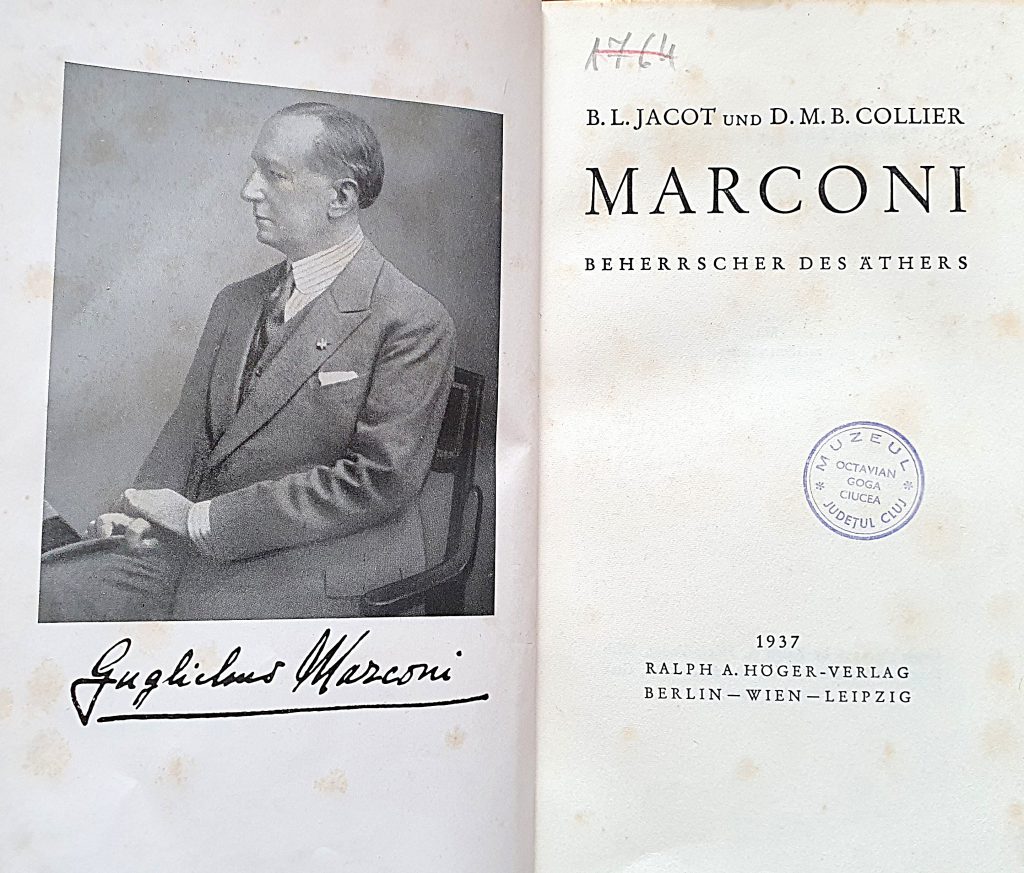 Guglielmo Marconi
1764
B. L. JACOT UND D. M. B. COLLIER
MARCONI
BEHERRSCHER DES ÄTHERS
MUZEUL
OCTAVIAN
GOGA
CIUCEA
JUDEȚUL CLUJ
1937
RALPH A. HÖGER-VERLAG
BERLIN—WIEN—LEIPZIG